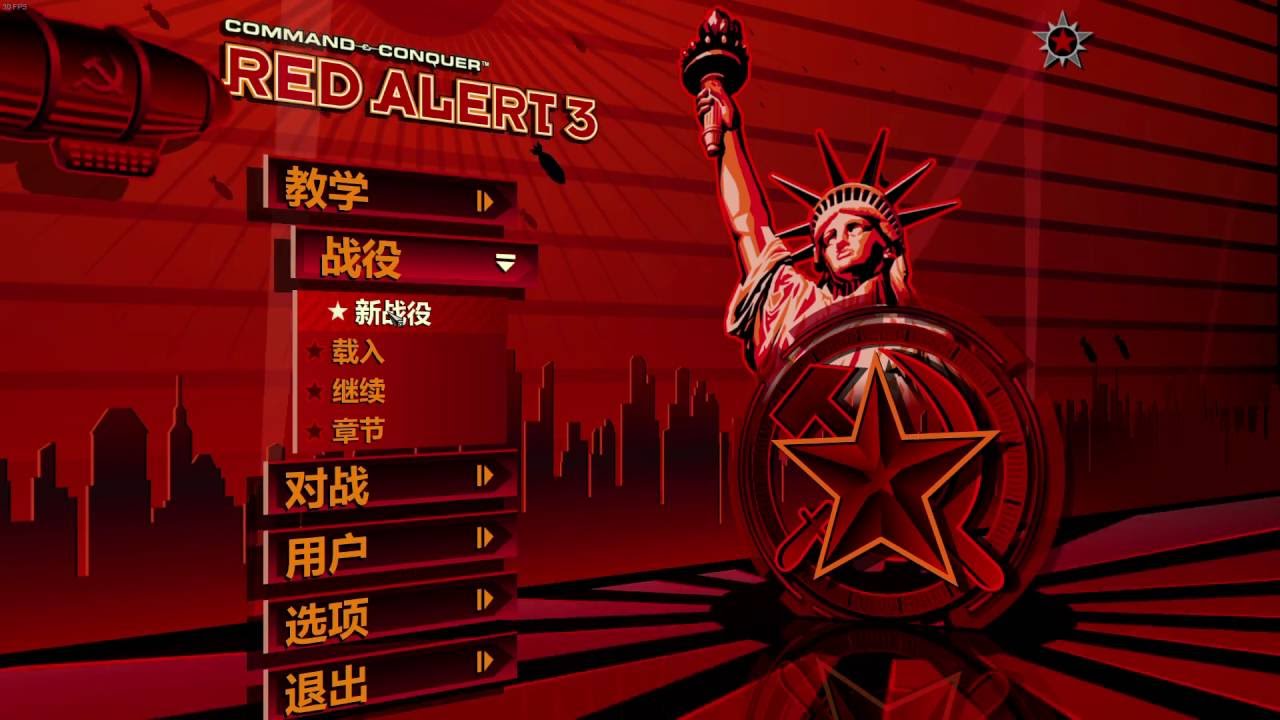 30 FPS
COMMAND & CONQUER™
RED ALERT 3
教学
战役
新战役
载入
继续
章节
对战
用户
选项
退出